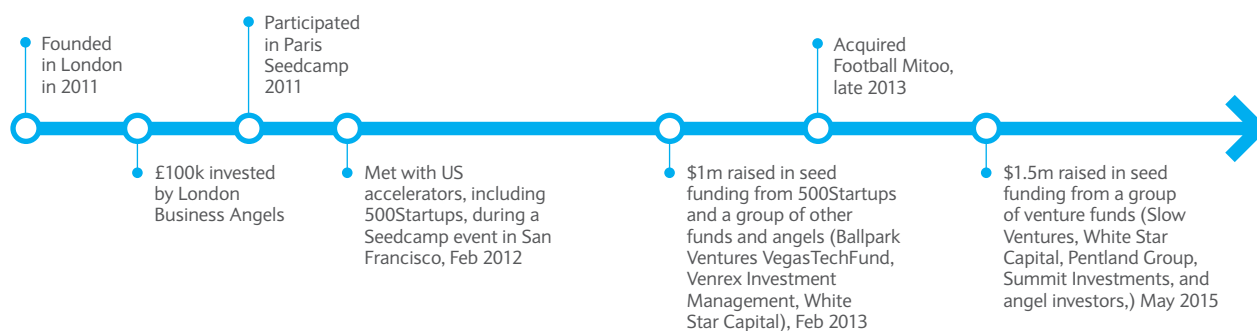 Founded
in London
in 2011
£100k invested
by London
Business Angels
Participated
in Paris
Seedcamp
2011
Met with US
accelerators, including
500Startups, during a
Seedcamp event in San
Francisco, Feb 2012
$1m raised in seed
funding from 500Startups
and a group of other
funds and angels (Ballpark
Ventures VegasTechFund,
Venrex Investment
Management, White
Star Capital), Feb 2013
Acquired
Football Mitoo,
late 2013
$1.5m raised in seed
funding from a group
of venture funds (Slow
Ventures, White Star
Capital, Pentland Group,
Summit Investments, and
angel investors,) May 2015